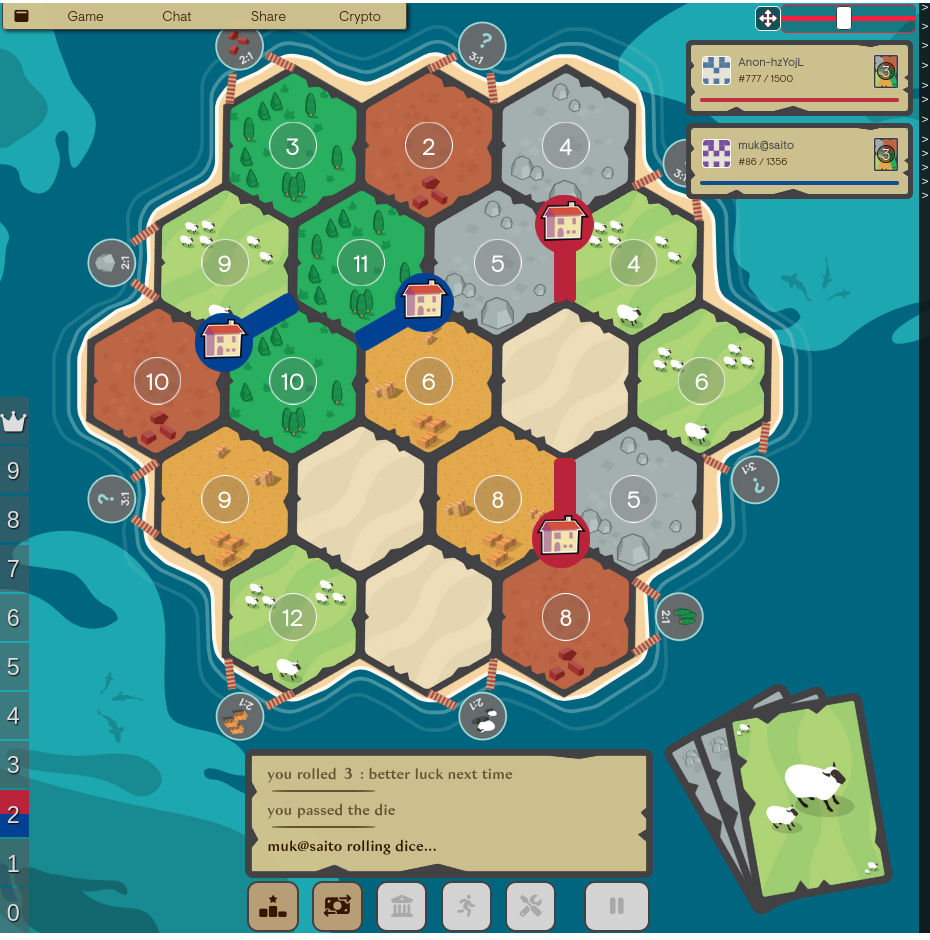 Game Chat Share Crypto
Anon-hzYojL
#777 / 1500
3
muk@saito
#86 / 1356
3
2:1
3:1
3:1
3 2 4
9 11 5 4
2:1
10 10 6 6
9 8 5
3:1
3:1
12 8
2:1
2:1
2:1
9
8
7
6
5
4
3
2
1
0
you rolled 3 : better luck next time
you passed the die
muk@saito rolling dice...